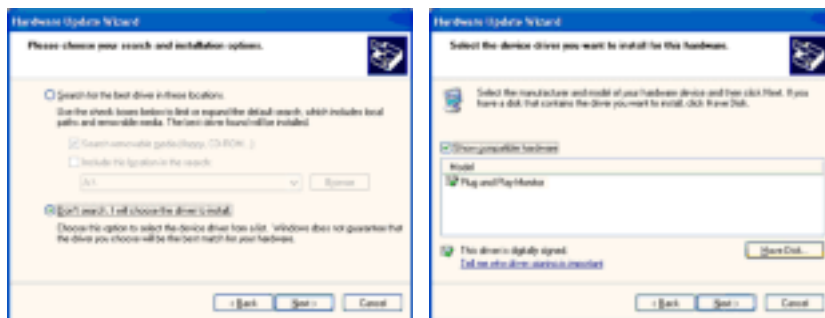 Hardware Update Wizard
Please choose your search and installation options.
Search for the best driver in these locations.
Use the check boxes below to limit or expand the default search, which includes local
paths and removable media. The best driver found will be installed.
Search removable media (floppy, CD-ROM...)
Include this location in the search:
A:\
Browse
Don't search. I will choose the driver to install.
Choose this option to select the device driver from a list. Windows does not guarantee that
the driver you choose will be the best match for your hardware.
< Back
Next >
Cancel
Hardware Update Wizard
Select the device driver you want to install for this hardware.
Select the manufacturer and model of your hardware device and then click Next. If you
have a disk that contains the driver you want to install, click Have Disk.
Show compatible hardware
Model
Plug and Play Monitor
This driver is digitally signed.
Tell me why driver signing is important
Have Disk...
< Back
Next >
Cancel